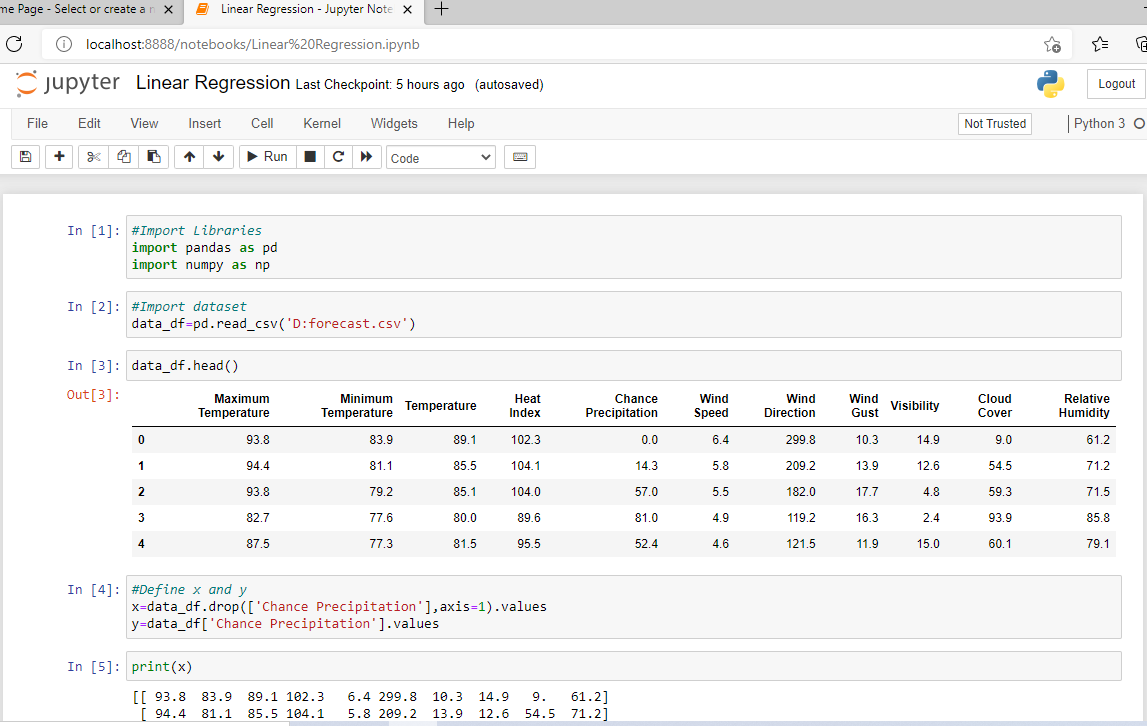 me Page - Select or create a n
Linear Regression - Jupyter Note
localhost:8888/notebooks/Linear%20Regression.ipynb
jupyter Linear Regression Last Checkpoint: 5 hours ago (autosaved) Logout
File Edit View Insert Cell Kernel Widgets Help Not Trusted Python 3
Run Code
In [1]: #Import Libraries
import pandas as pd
import numpy as np
In [2]: #Import dataset
data_df=pd.read_csv('D:forecast.csv')
In [3]: data_df.head()
Out[3]:
Maximum Temperature Minimum Temperature Temperature Heat Index Chance Precipitation Wind Speed Wind Direction Wind Gust Visibility Cloud Cover Relative Humidity
0 93.8 83.9 89.1 102.3 0.0 6.4 299.8 10.3 14.9 9.0 61.2
1 94.4 81.1 85.5 104.1 14.3 5.8 209.2 13.9 12.6 54.5 71.2
2 93.8 79.2 85.1 104.0 57.0 5.5 182.0 17.7 4.8 59.3 71.5
3 82.7 77.6 80.0 89.6 81.0 4.9 119.2 16.3 2.4 93.9 85.8
4 87.5 77.3 81.5 95.5 52.4 4.6 121.5 11.9 15.0 60.1 79.1
In [4]: #Define x and y
x=data_df.drop(['Chance Precipitation'],axis=1).values
y=data_df['Chance Precipitation'].values
In [5]: print(x)
[[ 93.8 83.9 89.1 102.3 6.4 299.8 10.3 14.9 9. 61.2]
[ 94.4 81.1 85.5 104.1 5.8 209.2 13.9 12.6 54.5 71.2]